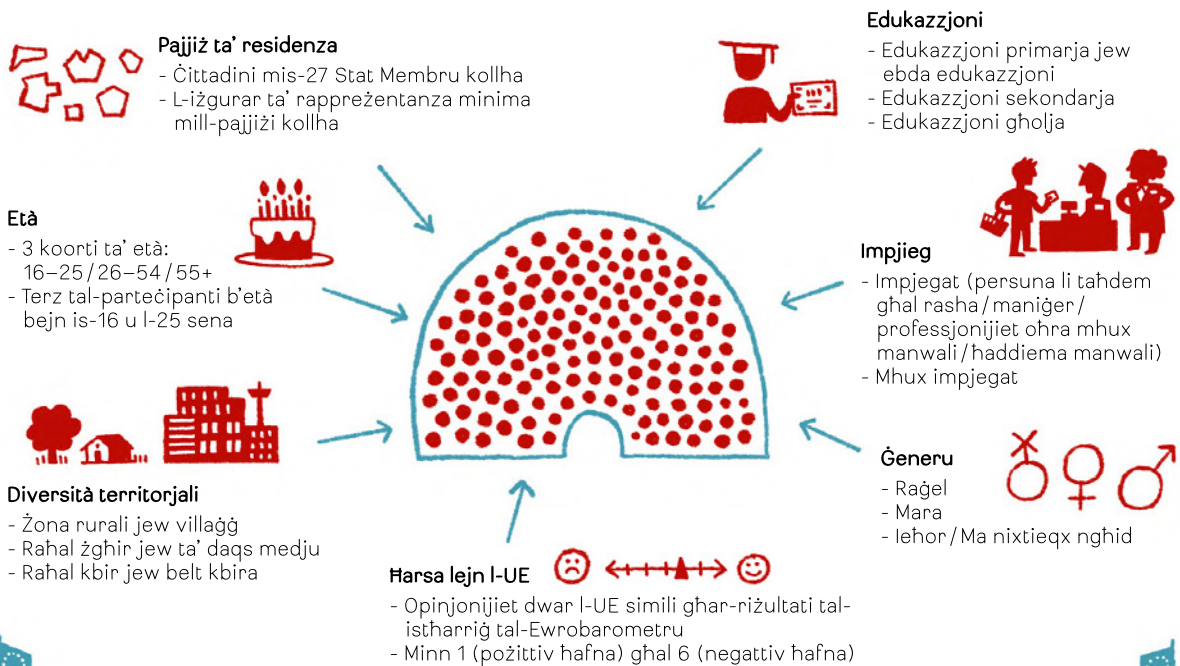 Pajjiż ta’ residenza
- Ċittadini mis-27 Stat Membru kollha
- L-iżgurar ta’ rappreżentanza minima
mill-pajjiżi kollha
Edukazzjoni
- Edukazzjoni primarja jew
ebda edukazzjoni
- Edukazzjoni sekondarja
- Edukazzjoni għolja
Età
- 3 koorti ta’ età:
16–25/26–54/55+
- Terz tal-parteċipanti b’età
bejn is-16 u l-25 sena
Impjieg
- Impjegat (persuna li taħdem
għal rasha/maniġer/
professjonijiet oħra mhux
manwali/ħaddiema manwali)
- Mhux impjegat
Diversità territorjali
- Żona rurali jew villaġġ
- Raħal żgħir jew ta’ daqs medju
- Raħal kbir jew belt kbira
Ġeneru
- Raġel
- Mara
- Ieħor/Ma nixtieqx ngħid
Ħarsa lejn l-UE
- Opinjonijiet dwar l-UE simili għar-riżultati tal-
istħarriġ tal-Ewrobarometru
- Minn 1 (pożittiv ħafna) għal 6 (negattiv ħafna)